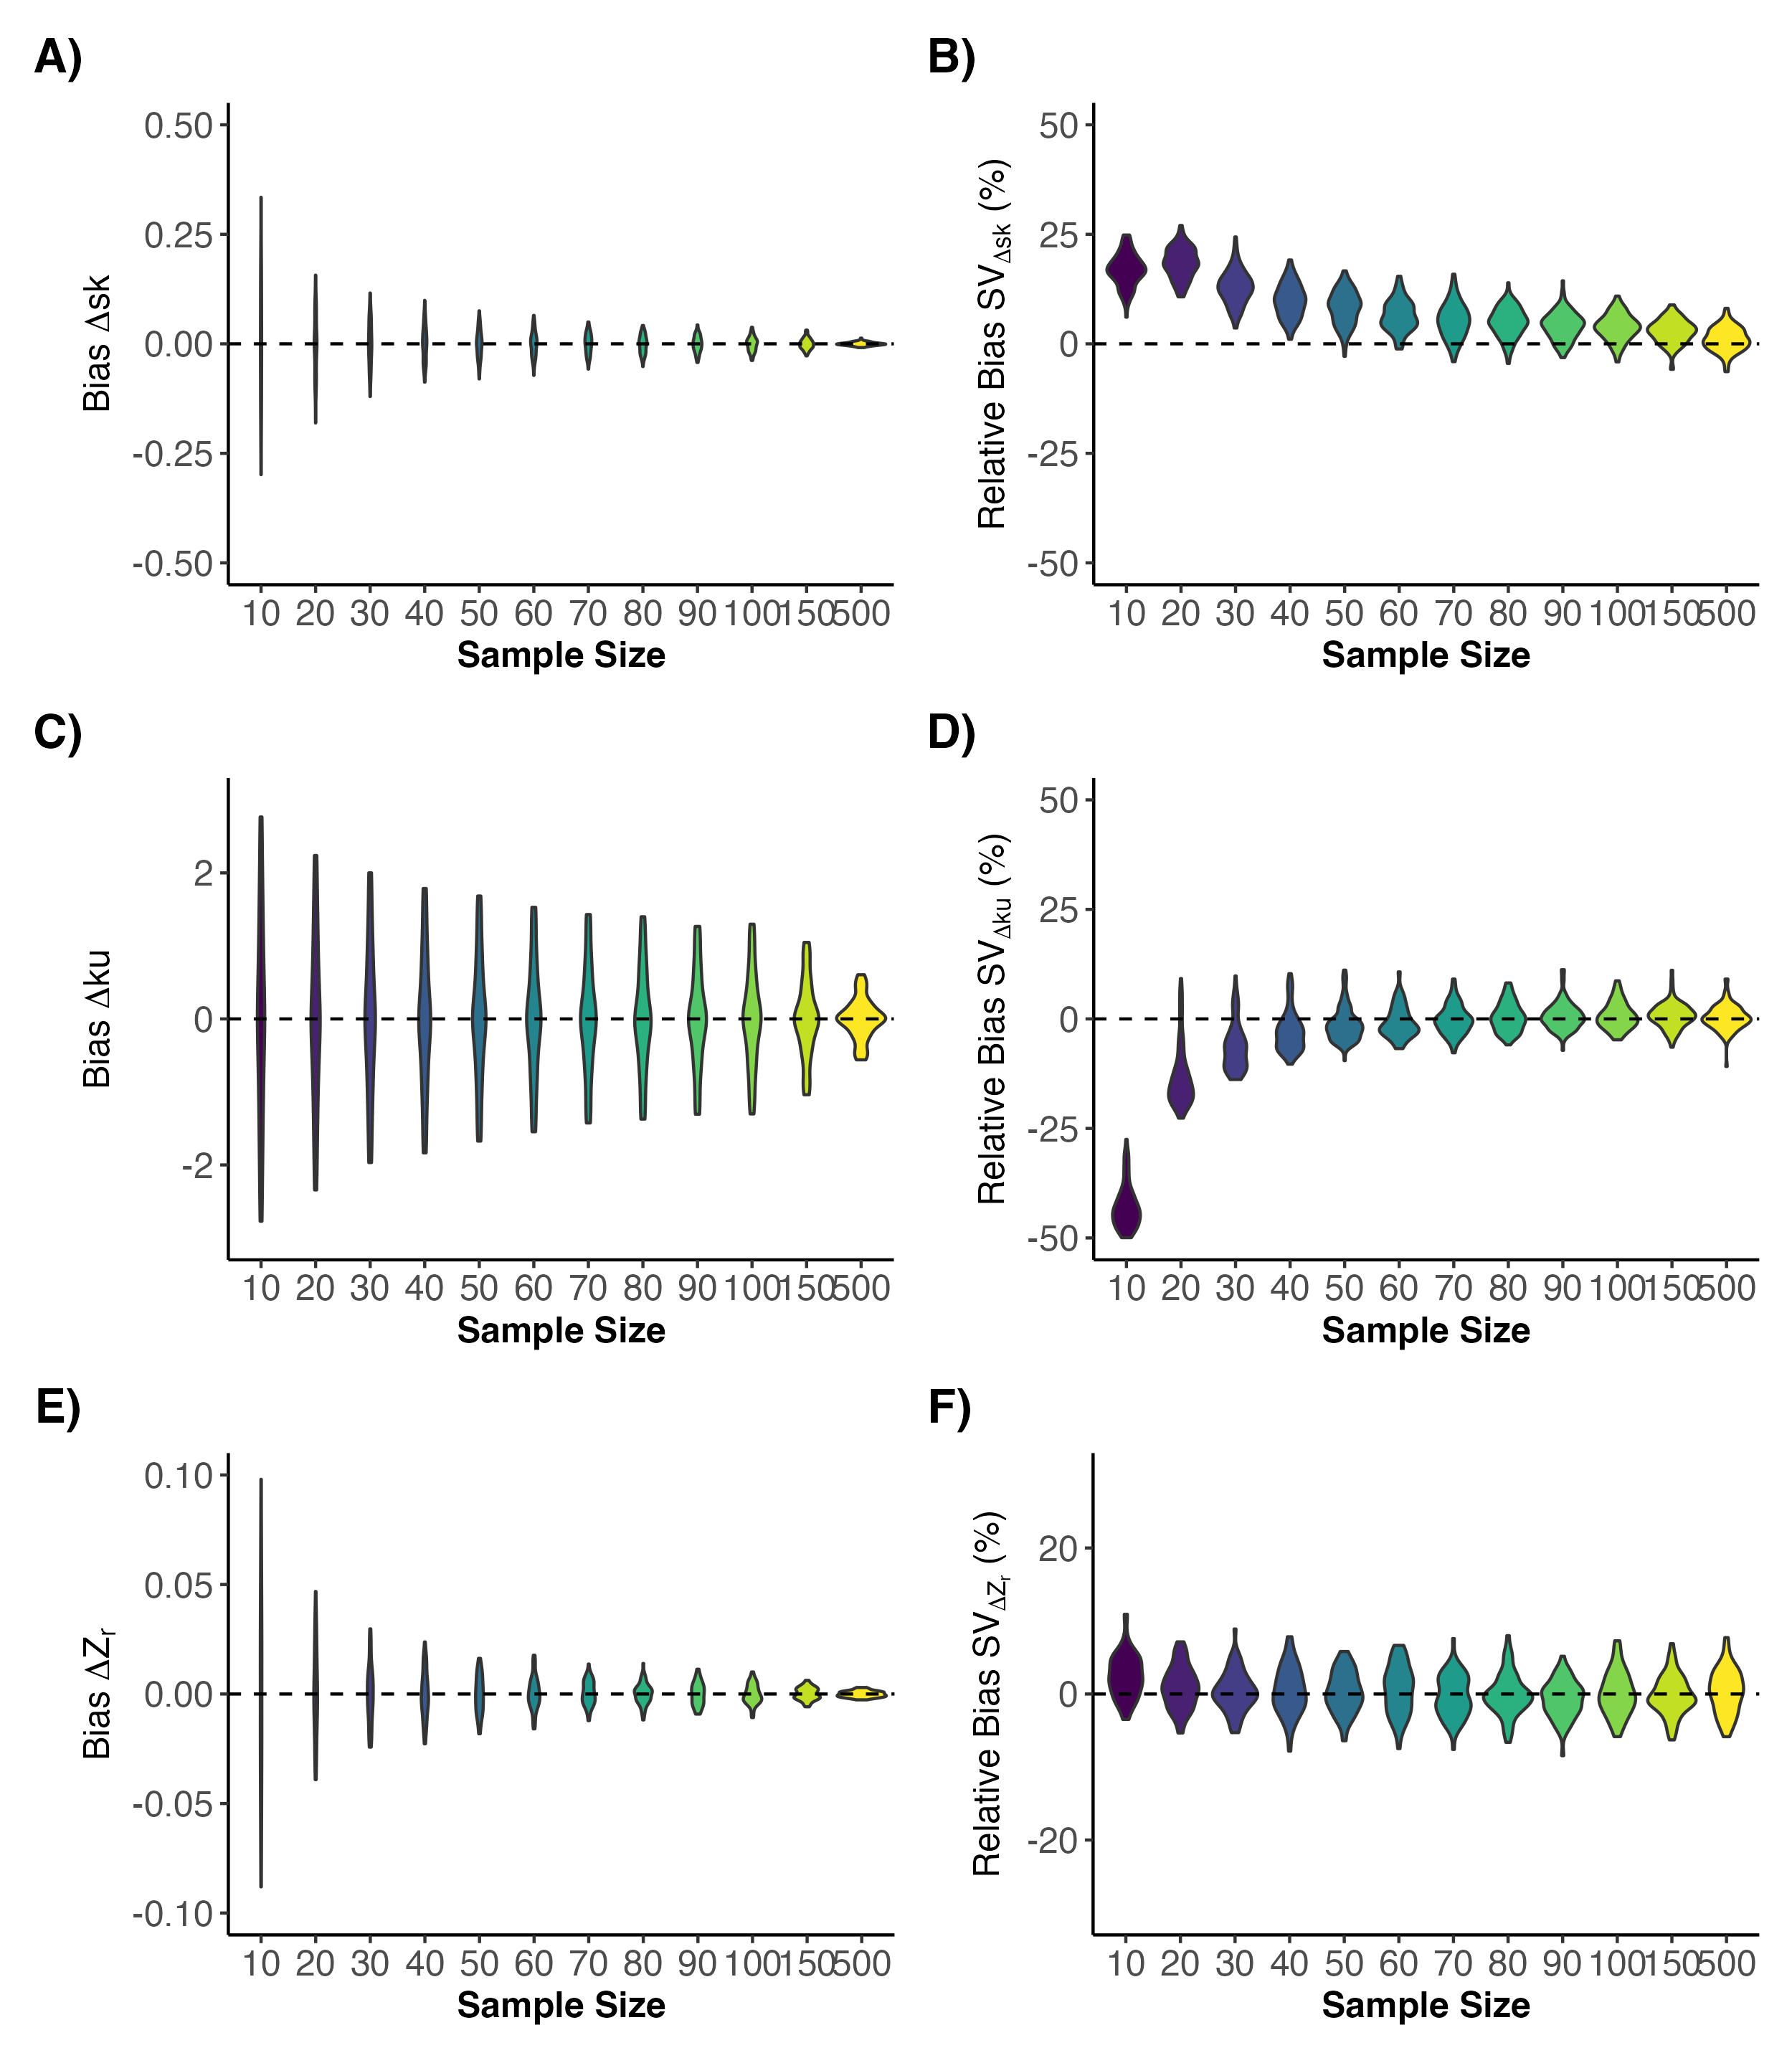 A)
0.50
0.25
0.00
-0.25
-0.50
Bias Δsk
10 20 30 40 50 60 70 80 90 100 150 500
Sample Size
B)
50
25
0
-25
-50
Relative Bias SVΔsk (%)
10 20 30 40 50 60 70 80 90 100 150 500
Sample Size
C)
2
0
-2
Bias Δku
10 20 30 40 50 60 70 80 90 100 150 500
Sample Size
D)
50
25
0
-25
-50
Relative Bias SVΔku (%)
10 20 30 40 50 60 70 80 90 100 150 500
Sample Size
E)
0.10
0.05
0.00
-0.05
-0.10
Bias ΔZr
10 20 30 40 50 60 70 80 90 100 150 500
Sample Size
F)
20
0
-20
Relative Bias SVΔZr (%)
10 20 30 40 50 60 70 80 90 100 150 500
Sample Size